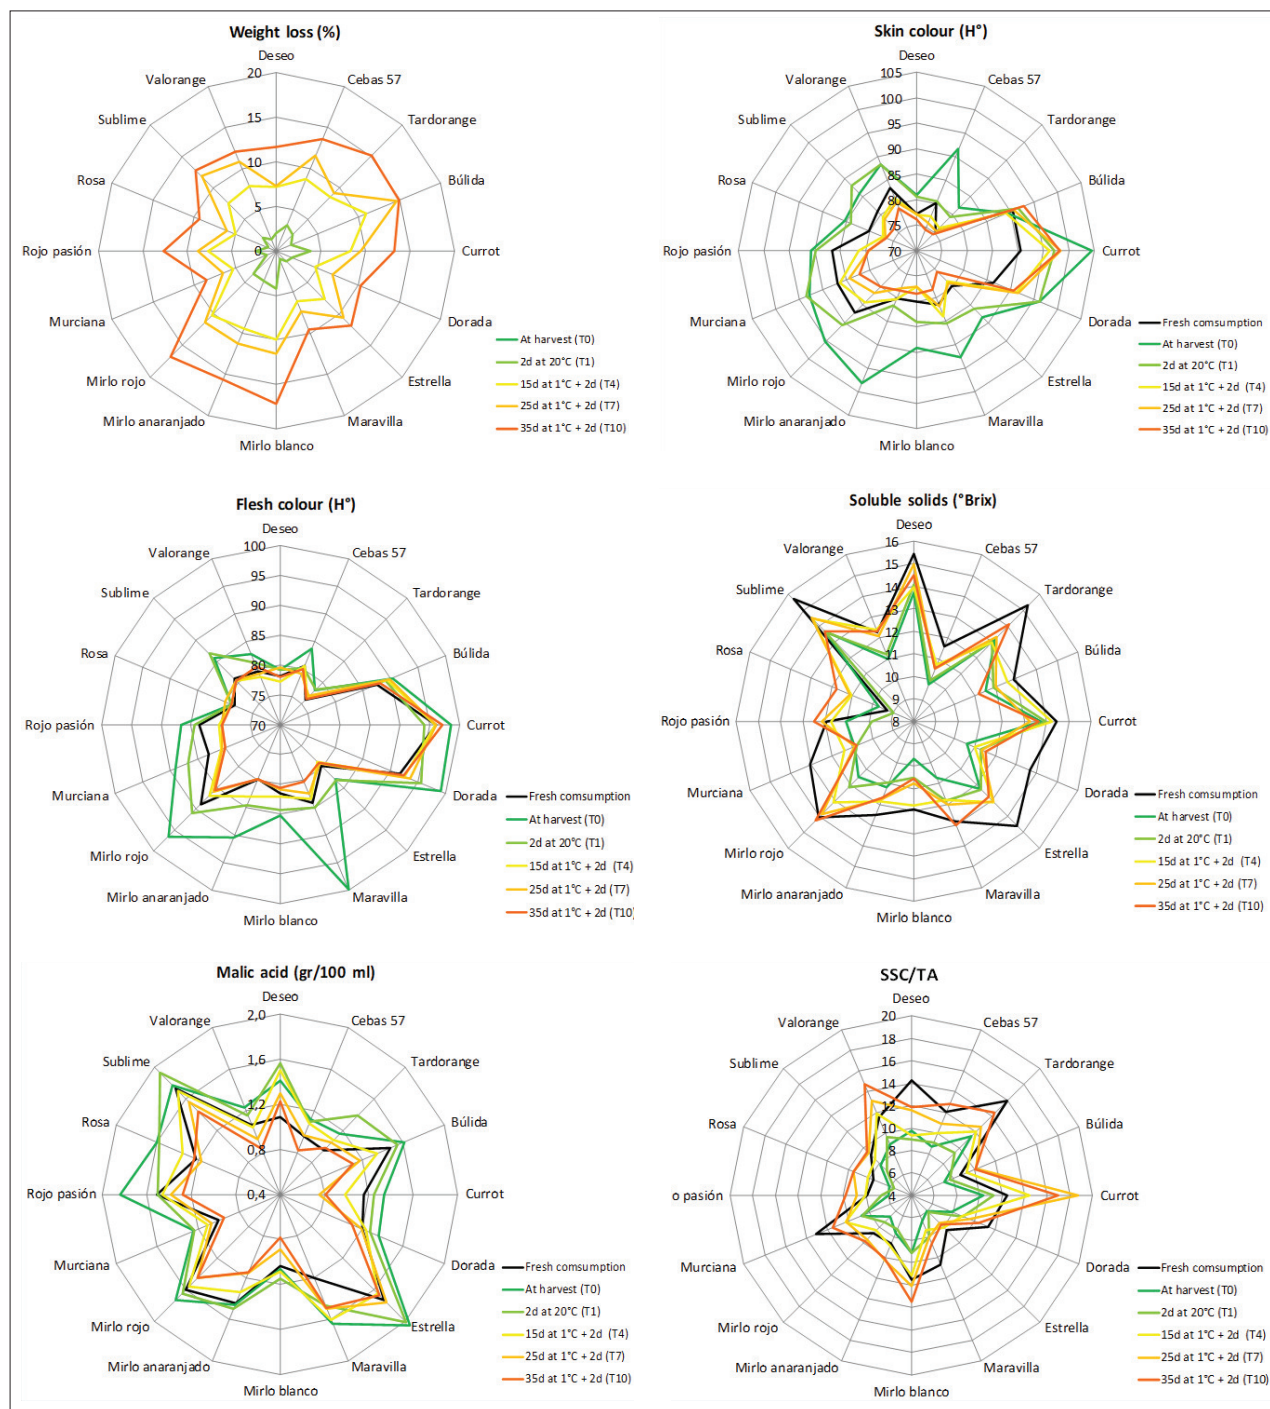 Weight loss (%)
Deseo
Cebas 57
Tardorange
Búlida
Currot
Dorada
Estrella
Maravilla
Mirlo blanco
Mirlo anaranjado
Mirlo rojo
Murciana
Rojo pasión
Rosa
Sublime
Valorange
20
15
10
5
0
At harvest (T0)
2d at 20°C (T1)
15d at 1°C + 2d (T4)
25d at 1°C + 2d (T7)
35d at 1°C + 2d (T10)
Skin colour (H°)
Deseo
Cebas 57
Tardorange
Búlida
Currot
Dorada
Estrella
Maravilla
Mirlo blanco
Mirlo anaranjado
Mirlo rojo
Murciana
Rojo pasión
Rosa
Sublime
Valorange
105
100
95
90
85
80
75
70
Fresh comsumption
At harvest (T0)
2d at 20°C (T1)
15d at 1°C + 2d (T4)
25d at 1°C + 2d (T7)
35d at 1°C + 2d (T10)
Flesh colour (H°)
Deseo
Cebas 57
Tardorange
Búlida
Currot
Dorada
Estrella
Maravilla
Mirlo blanco
Mirlo anaranjado
Mirlo rojo
Murciana
Rojo pasión
Rosa
Sublime
Valorange
100
95
90
85
80
75
70
Fresh comsumption
At harvest (T0)
2d at 20°C (T1)
15d at 1°C + 2d (T4)
25d at 1°C + 2d (T7)
35d at 1°C + 2d (T10)
Soluble solids (°Brix)
Deseo
Cebas 57
Tardorange
Búlida
Currot
Dorada
Estrella
Maravilla
Mirlo blanco
Mirlo anaranjado
Mirlo rojo
Murciana
Rojo pasión
Rosa
Sublime
Valorange
16
15
14
13
12
11
10
9
8
Fresh comsumption
At harvest (T0)
2d at 20°C (T1)
15d at 1°C + 2d (T4)
25d at 1°C + 2d (T7)
35d at 1°C + 2d (T10)
Malic acid (gr/100 ml)
Deseo
Cebas 57
Tardorange
Búlida
Currot
Dorada
Estrella
Maravilla
Mirlo blanco
Mirlo anaranjado
Mirlo rojo
Murciana
Rojo pasión
Rosa
Sublime
Valorange
2,0
1,6
1,2
0,8
0,4
Fresh comsumption
At harvest (T0)
2d at 20°C (T1)
15d at 1°C + 2d (T4)
25d at 1°C + 2d (T7)
35d at 1°C + 2d (T10)
SSC/TA
Deseo
Cebas 57
Tardorange
Búlida
Currot
Dorada
Estrella
Maravilla
Mirlo blanco
Mirlo anaranjado
Mirlo rojo
Murciana
o pasión
Rosa
Sublime
Valorange
20
18
16
14
12
10
8
6
4
Fresh comsumption
At harvest (T0)
2d at 20°C (T1)
15d at 1°C + 2d (T4)
25d at 1°C + 2d (T7)
35d at 1°C + 2d (T10)